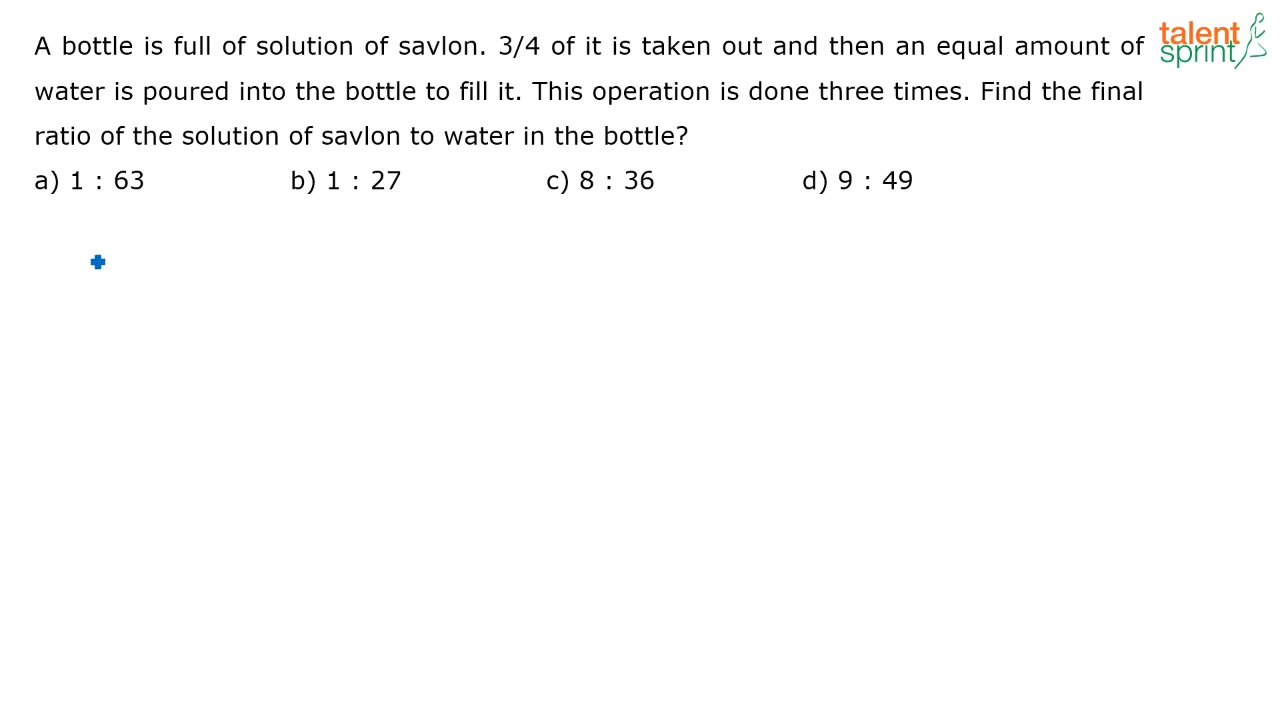 A bottle is full of solution of savlon. 3/4 of it is taken out and then an equal amount of
water is poured into the bottle to fill it. This operation is done three times. Find the final
ratio of the solution of savlon to water in the bottle?
a) 1 : 63 b) 1 : 27 c) 8 : 36 d) 9 : 49
talent
sprint